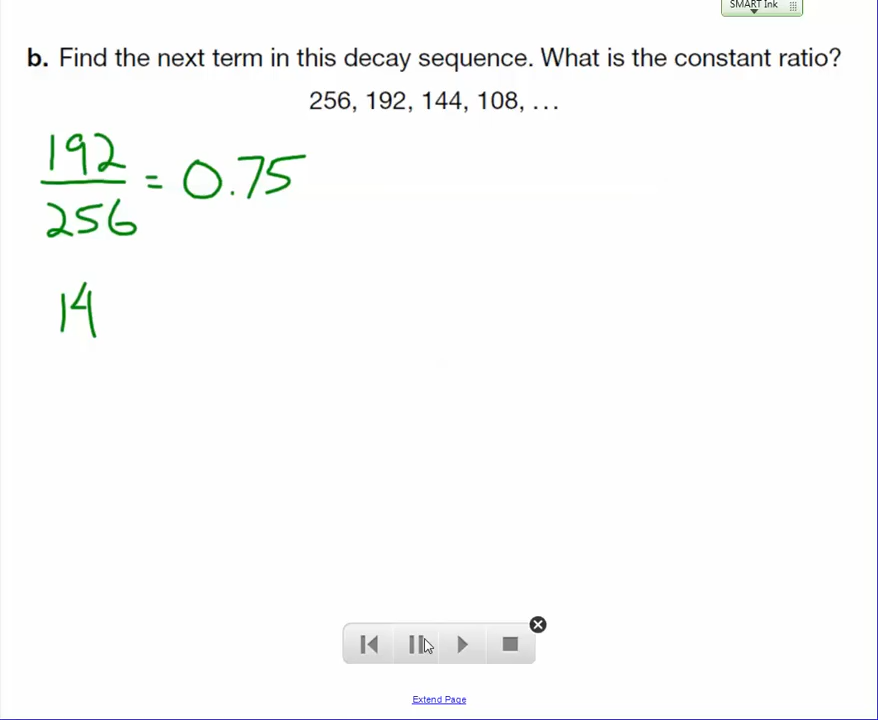 SMART Ink
b. Find the next term in this decay sequence. What is the constant ratio?
256, 192, 144, 108, ...
192
256
= 0.75
14
Extend Page